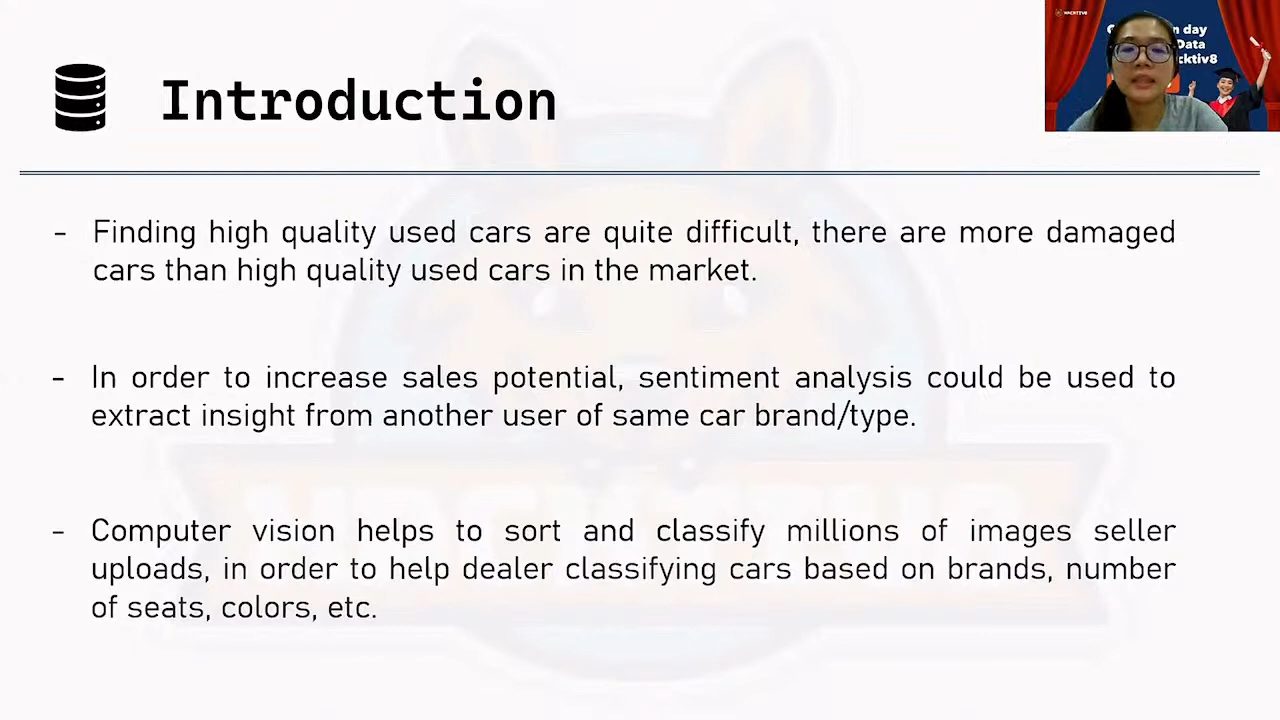 Introduction
HACKTIV8
n day
Data
cktiv8
- Finding high quality used cars are quite difficult, there are more damaged
cars than high quality used cars in the market.
- In order to increase sales potential, sentiment analysis could be used to
extract insight from another user of same car brand/type.
- Computer vision helps to sort and classify millions of images seller
uploads, in order to help dealer classifying cars based on brands, number
of seats, colors, etc.